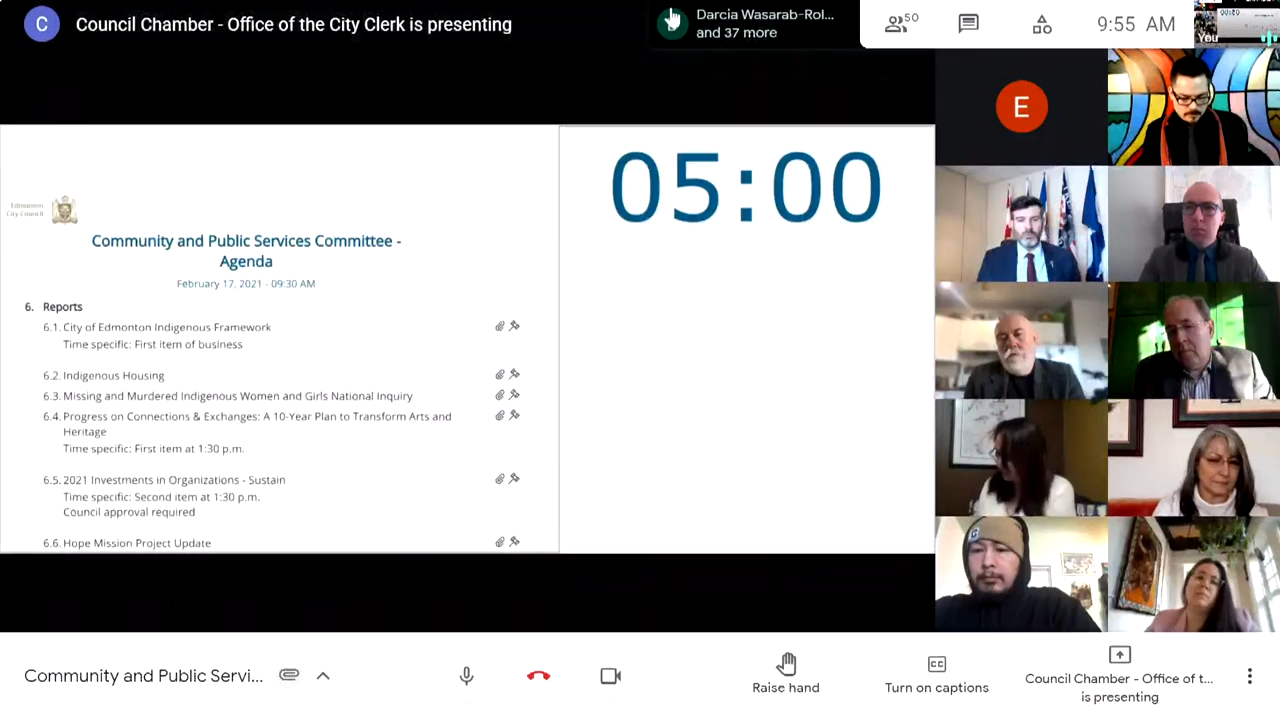 C
Council Chamber - Office of the City Clerk is presenting
Darcia Wasarab-Rol...
and 37 more
50
9:55 AM
You
E
05:00
Edmonton
City Council
Community and Public Services Committee -
Agenda
February 17, 2021 - 09:30 AM
6. Reports
6.1. City of Edmonton Indigenous Framework
Time specific: First item of business
6.2. Indigenous Housing
6.3. Missing and Murdered Indigenous Women and Girls National Inquiry
6.4. Progress on Connections & Exchanges: A 10-Year Plan to Transform Arts and
Heritage
Time specific: First item at 1:30 p.m.
6.5. 2021 Investments in Organizations - Sustain
Time specific: Second item at 1:30 p.m.
Council approval required
6.6. Hope Mission Project Update
Community and Public Servi...
Raise hand
CC
Turn on captions
Council Chamber - Office of t...
is presenting